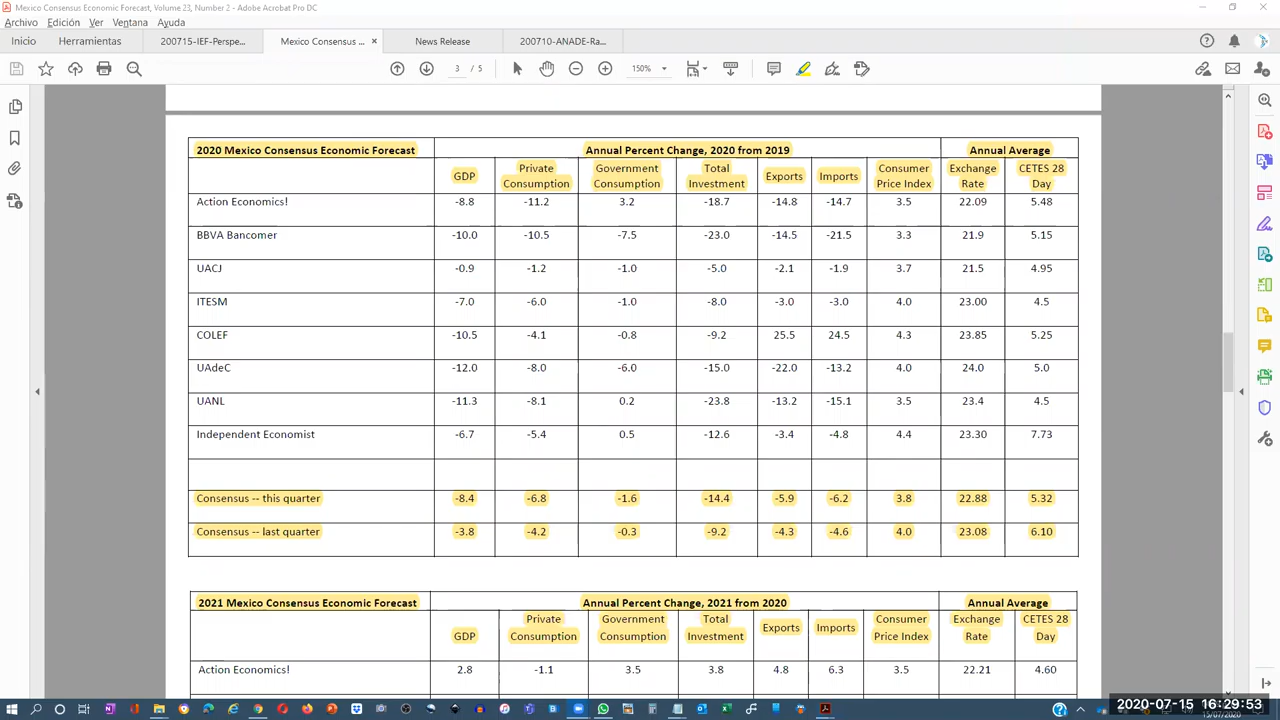 Mexico Consensus Economic Forecast, Volume 23, Number 2 - Adobe Acrobat Pro DC
Archivo Edición Ver Ventana Ayuda
Inicio Herramientas 200715-IEF-Perspe... Mexico Consensus ... × News Release 200710-ANADE-Ra...
3 / 5 150%
2020 Mexico Consensus Economic Forecast Annual Percent Change, 2020 from 2019 Annual Average
GDP Private Consumption Government Consumption Total Investment Exports Imports Consumer Price Index Exchange Rate CETES 28 Day
Action Economics! -8.8 -11.2 3.2 -18.7 -14.8 -14.7 3.5 22.09 5.48
BBVA Bancomer -10.0 -10.5 -7.5 -23.0 -14.5 -21.5 3.3 21.9 5.15
UACJ -0.9 -1.2 -1.0 -5.0 -2.1 -1.9 3.7 21.5 4.95
ITESM -7.0 -6.0 -1.0 -8.0 -3.0 -3.0 4.0 23.00 4.5
COLEF -10.5 -4.1 -0.8 -9.2 25.5 24.5 4.3 23.85 5.25
UAdeC -12.0 -8.0 -6.0 -15.0 -22.0 -13.2 4.0 24.0 5.0
UANL -11.3 -8.1 0.2 -23.8 -13.2 -15.1 3.5 23.4 4.5
Independent Economist -6.7 -5.4 0.5 -12.6 -3.4 -4.8 4.4 23.30 7.73
Consensus -- this quarter -8.4 -6.8 -1.6 -14.4 -5.9 -6.2 3.8 22.88 5.32
Consensus -- last quarter -3.8 -4.2 -0.3 -9.2 -4.3 -4.6 4.0 23.08 6.10
2021 Mexico Consensus Economic Forecast Annual Percent Change, 2021 from 2020 Annual Average
GDP Private Consumption Government Consumption Total Investment Exports Imports Consumer Price Index Exchange Rate CETES 28 Day
Action Economics! 2.8 -1.1 3.5 3.8 4.8 6.3 3.5 22.21 4.60
2020-07-15 16:29:53
15/07/2020